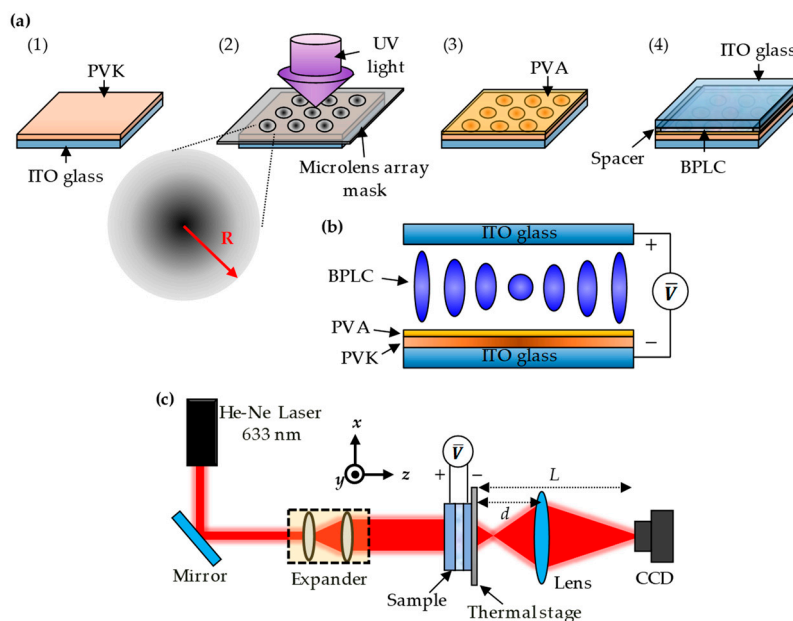 (a)
(1)
PVK
ITO glass
(2)
UV
light
Microlens array
mask
R
(3)
PVA
(4)
ITO glass
Spacer
BPLC
(b)
ITO glass
+
BPLC
V̄
PVA
PVK
−
ITO glass
(c)
He-Ne Laser
633 nm
x
y
z
V̄
+ −
L
d
Mirror
Expander
Sample
Thermal stage
Lens
CCD